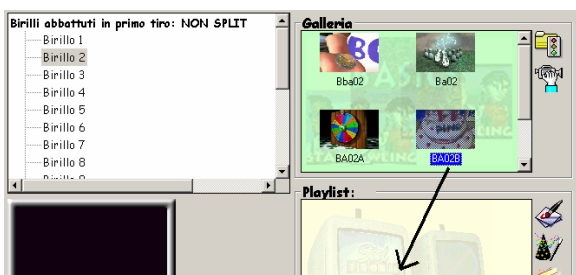 Birilli abbattuti in primo tiro: NON SPLIT
Birillo 1
Birillo 2
Birillo 3
Birillo 4
Birillo 5
Birillo 6
Birillo 7
Birillo 8
Galleria
Bba02
Ba02
BA02A
BA02B
Playlist: